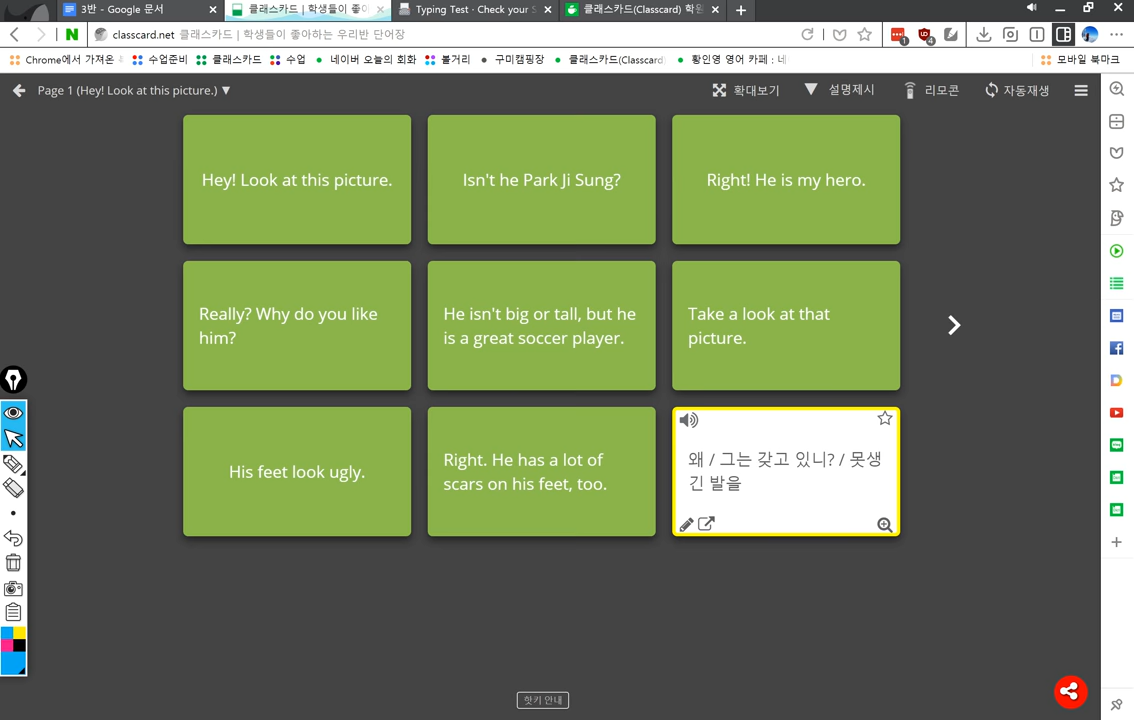 3반 - Google 문서
클래스카드 | 학생들이 좋아
Typing Test · Check your S
클래스카드(Classcard) 학원
N
classcard.net 클래스카드 | 학생들이 좋아하는 우리반 단어장
1
4
Chrome에서 가져온
수업준비
클래스카드
수업
네이버 오늘의 회화
볼거리
구미캠핑장
클래스카드(Classcard
황인영 영어 카페 : 네
모바일 북마크
Page 1 (Hey! Look at this picture.) ▼
확대보기
설명제시
리모콘
자동재생
Hey! Look at this picture.
Isn't he Park Ji Sung?
Right! He is my hero.
Really? Why do you like
him?
He isn't big or tall, but he
is a great soccer player.
Take a look at that
picture.
His feet look ugly.
Right. He has a lot of
scars on his feet, too.
왜 / 그는 갖고 있니? / 못생
긴 발을
핫키 안내